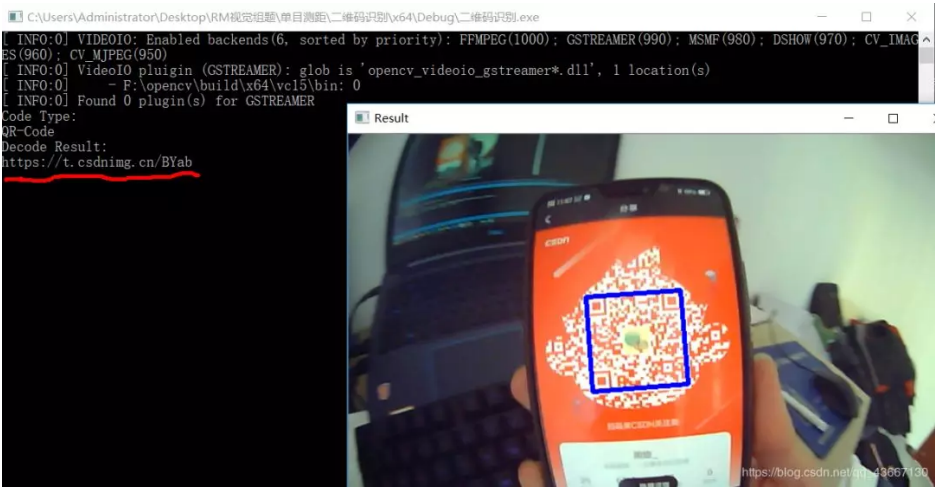 C:\Users\Administrator\Desktop\RM视觉组题\单目测距\二维码识别\x64\Debug\二维码识别.exe
[ INFO:0] VIDEOIO: Enabled backends(6, sorted by priority): FFMPEG(1000); GSTREAMER(990); MSMF(980); DSHOW(970); CV_IMAG
ES(960); CV_MJPEG(950)
[ INFO:0] VideoIO pluigin (GSTREAMER): glob is 'opencv_videoio_gstreamer*.dll', 1 location(s)
[ INFO:0]     - F:\opencv\build\x64\vc15\bin: 0
[ INFO:0] Found 0 plugin(s) for GSTREAMER
Code Type:
QR-Code
Decode Result:
https://t.csdnimg.cn/BYab
Result
CSDN
https://blog.csdn.net/qq_43667130